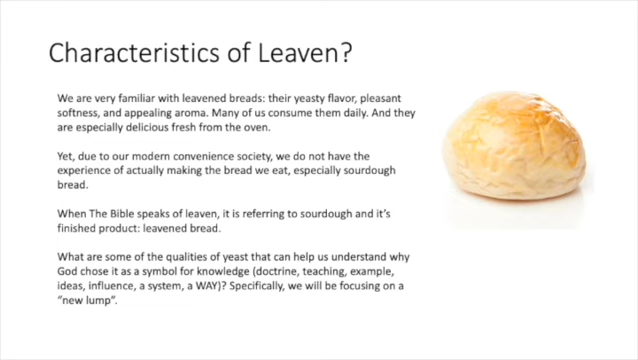 Characteristics of Leaven?
We are very familiar with leavened breads: their yeasty flavor, pleasant
softness, and appealing aroma. Many of us consume them daily. And they
are especially delicious fresh from the oven.
Yet, due to our modern convenience society, we do not have the
experience of actually making the bread we eat, especially sourdough
bread.
When The Bible speaks of leaven, it is referring to sourdough and it's
finished product: leavened bread.
What are some of the qualities of yeast that can help us understand why
God chose it as a symbol for knowledge (doctrine, teaching, example,
ideas, influence, a system, a WAY)? Specifically, we will be focusing on a
"new lump".